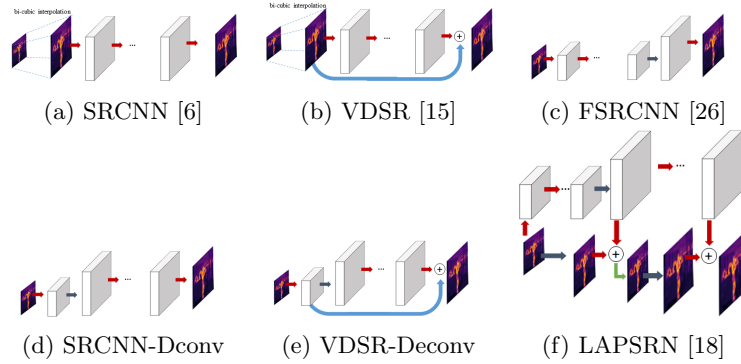 bi-cubic interpolation
bi-cubic interpolation
...
...
...
(a) SRCNN [6]
(b) VDSR [15]
(c) FSRCNN [26]
...
...
...
...
(d) SRCNN-Dconv
(e) VDSR-Deconv
(f) LAPSRN [18]